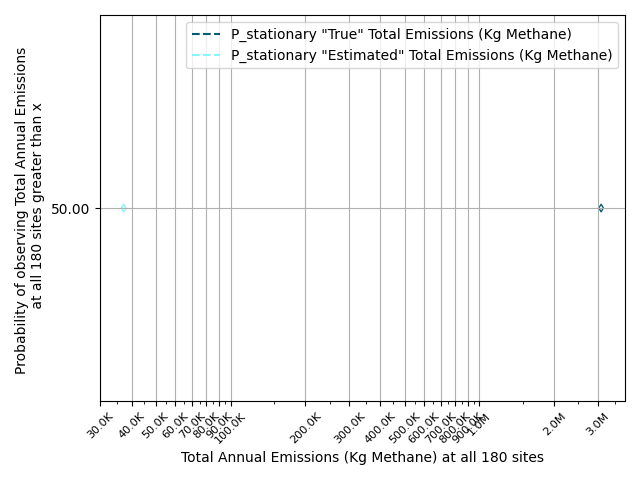 P_stationary "True" Total Emissions (Kg Methane)
P_stationary "Estimated" Total Emissions (Kg Methane)
Probability of observing Total Annual Emissions
at all 180 sites greater than x
50.00
30.0K
40.0K
50.0K
60.0K
70.0K
80.0K
90.0K
100.0K
200.0K
300.0K
400.0K
500.0K
600.0K
700.0K
800.0K
900.0K
1.0M
2.0M
3.0M
Total Annual Emissions (Kg Methane) at all 180 sites